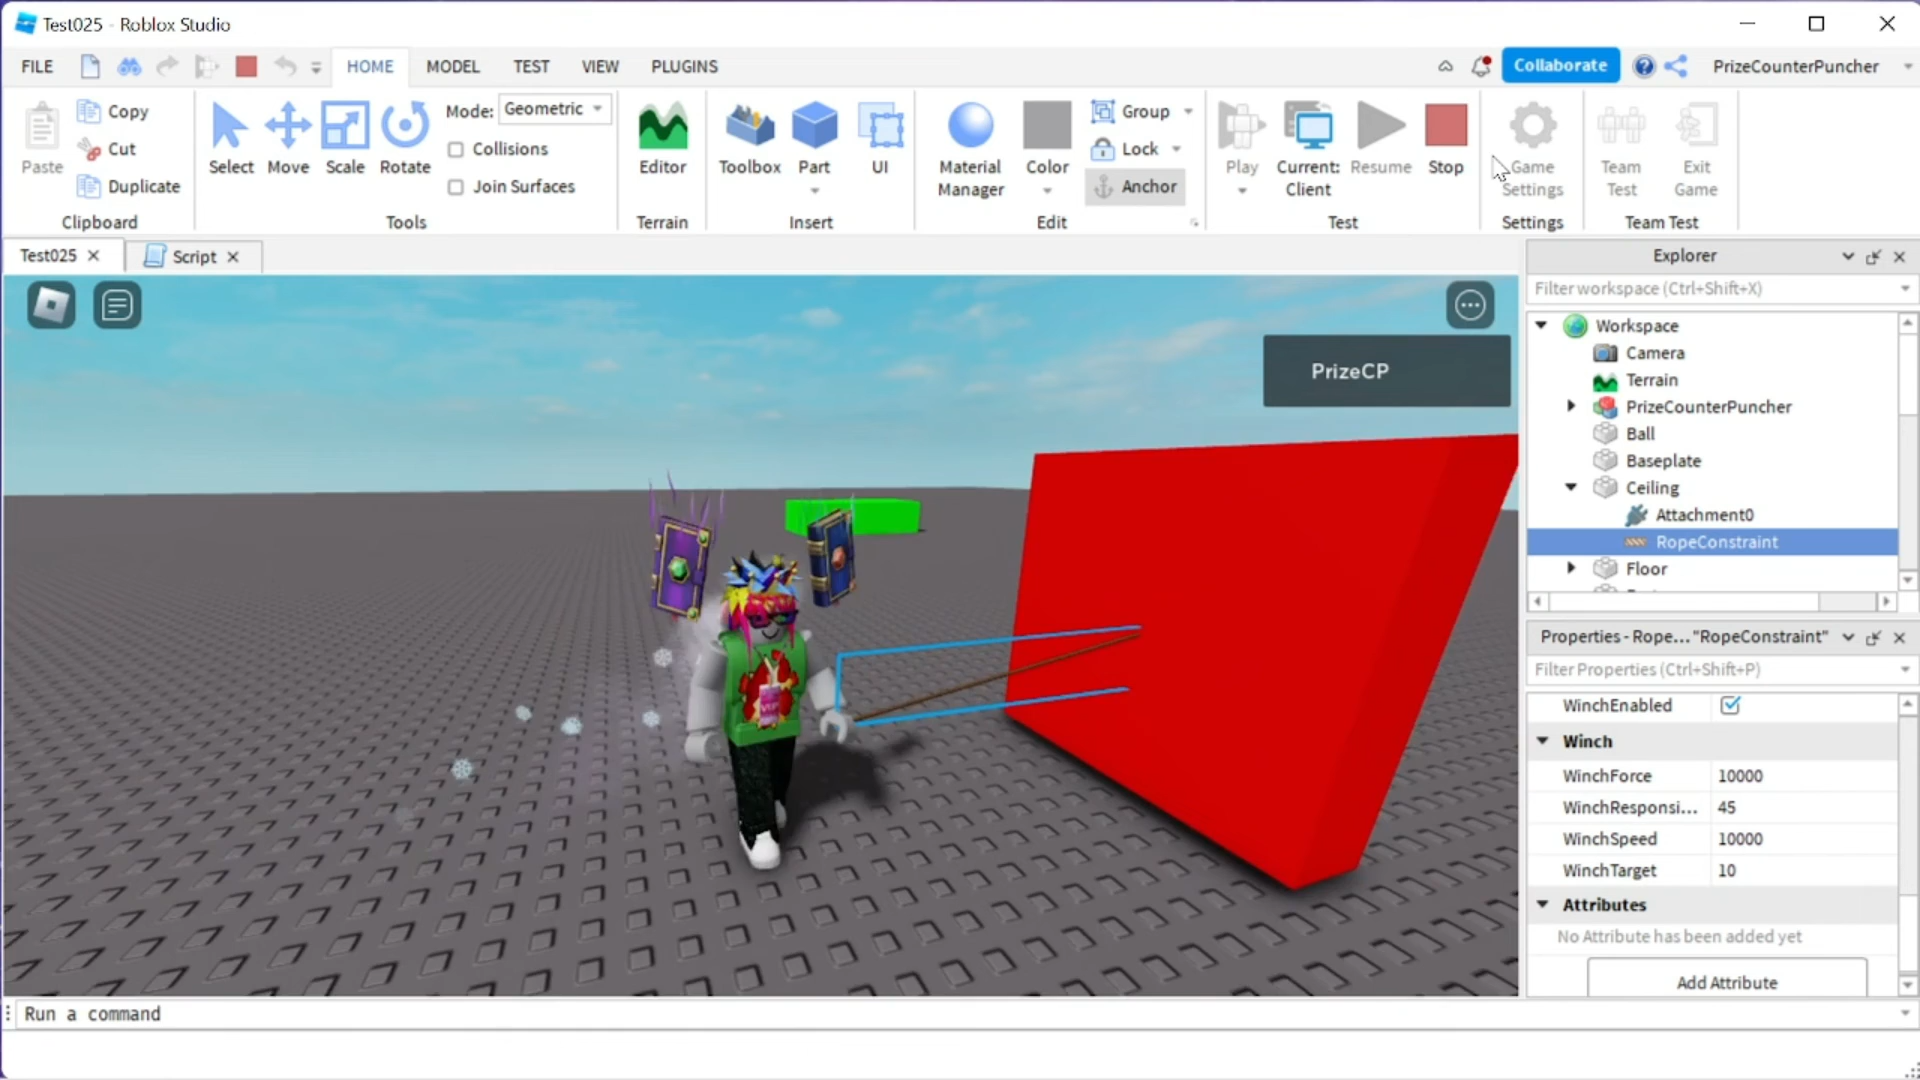 Test025 - Roblox Studio
FILE HOME MODEL TEST VIEW PLUGINS Collaborate PrizeCounterPuncher
Paste
Copy
Cut
Duplicate
Clipboard
Select Move Scale Rotate
Mode: Geometric
Collisions
Join Surfaces
Tools
Editor
Terrain
Toolbox Part UI
Insert
Material Manager
Color
Group
Lock
Anchor
Edit
Play
Current: Client
Resume Stop
Test
Game Settings
Settings
Team Test
Exit Game
Team Test
Test025 Script
PrizeCP
VIP
Explorer
Filter workspace (Ctrl+Shift+X)
Workspace
Camera
Terrain
PrizeCounterPuncher
Ball
Baseplate
Ceiling
Attachment0
RopeConstraint
Floor
Properties - Rope... "RopeConstraint"
Filter Properties (Ctrl+Shift+P)
WinchEnabled
Winch
WinchForce 10000
WinchResponsi... 45
WinchSpeed 10000
WinchTarget 10
Attributes
No Attribute has been added yet
Add Attribute
Run a command